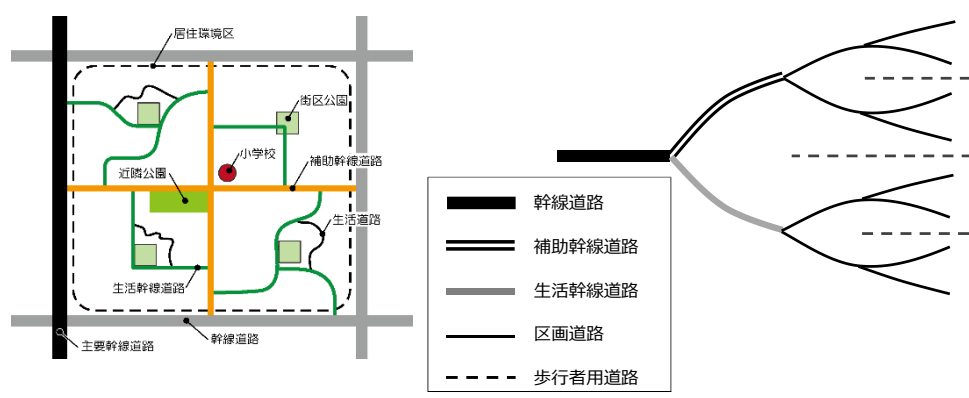 居住環境区
街区公園
小学校
近隣公園
補助幹線道路
生活道路
生活幹線道路
幹線道路
主要幹線道路
幹線道路
補助幹線道路
生活幹線道路
区画道路
歩行者用道路